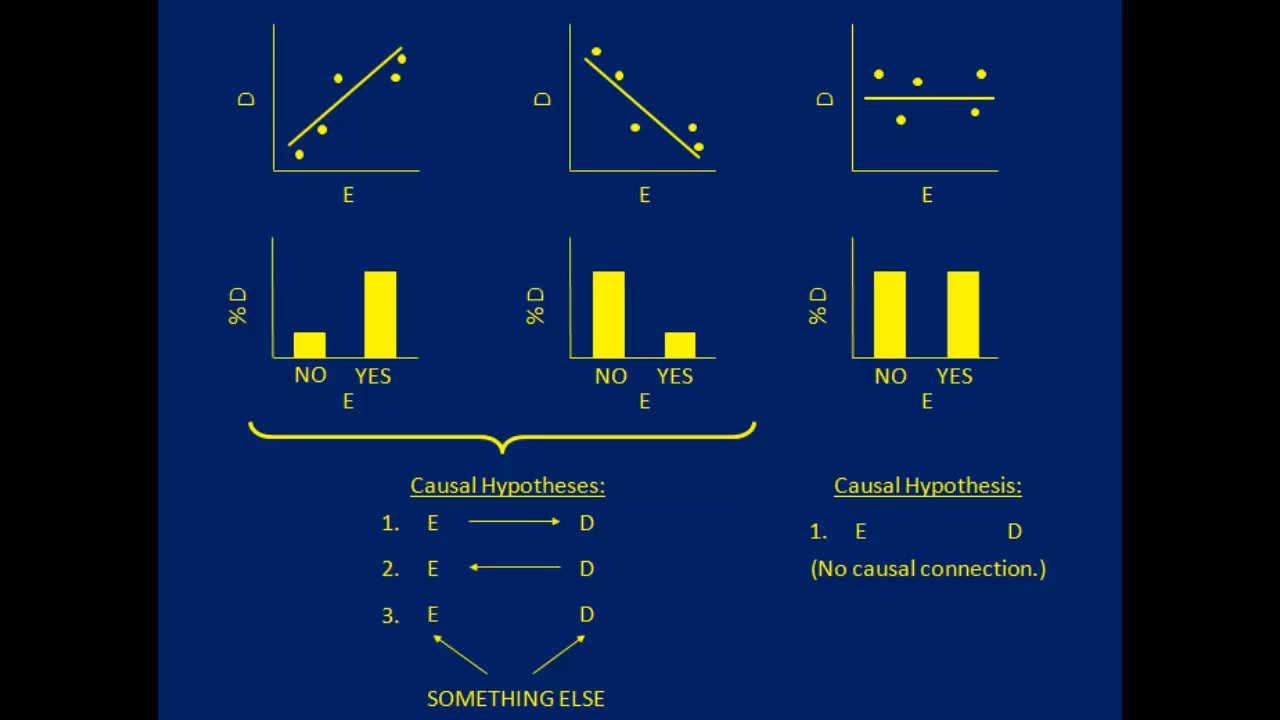 D
E
D
E
D
E
% D
NO YES
E
% D
NO YES
E
% D
NO YES
E
Causal Hypotheses:
1. E D
2. E D
3. E D
SOMETHING ELSE
Causal Hypothesis:
1. E D
(No causal connection.)